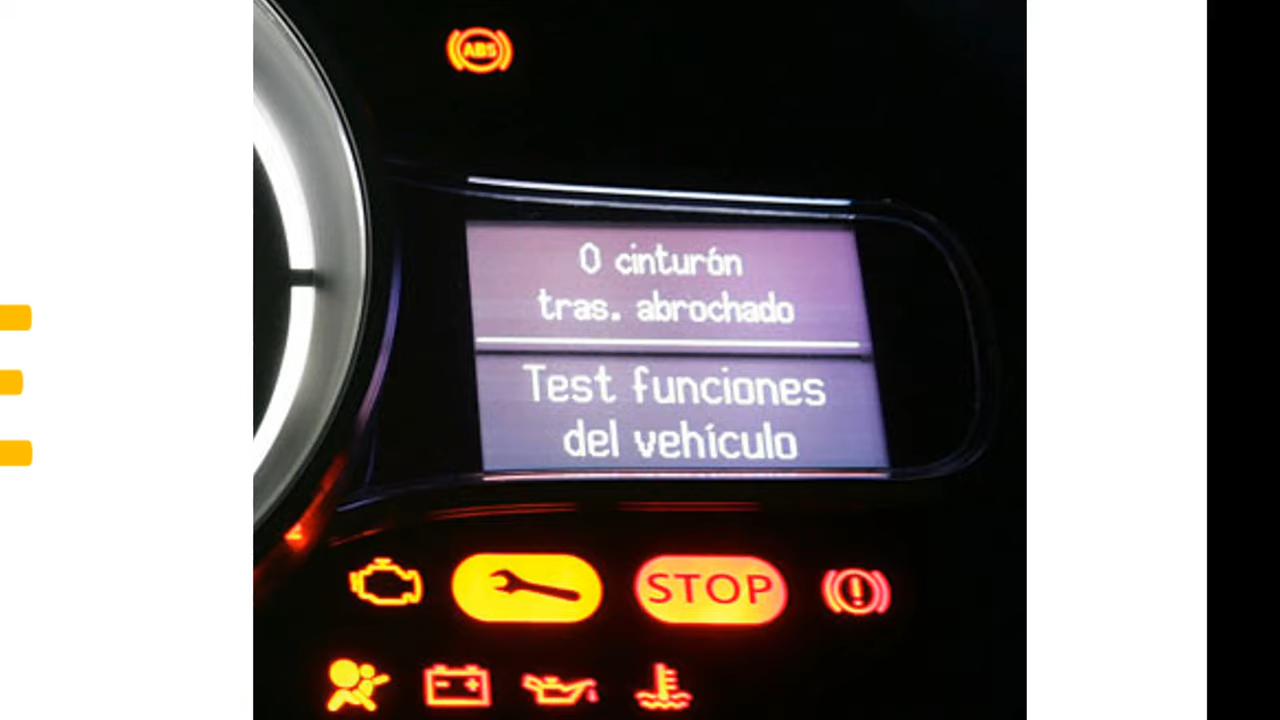 ABS
0 cinturón
tras. abrochado
Test funciones
del vehículo
STOP